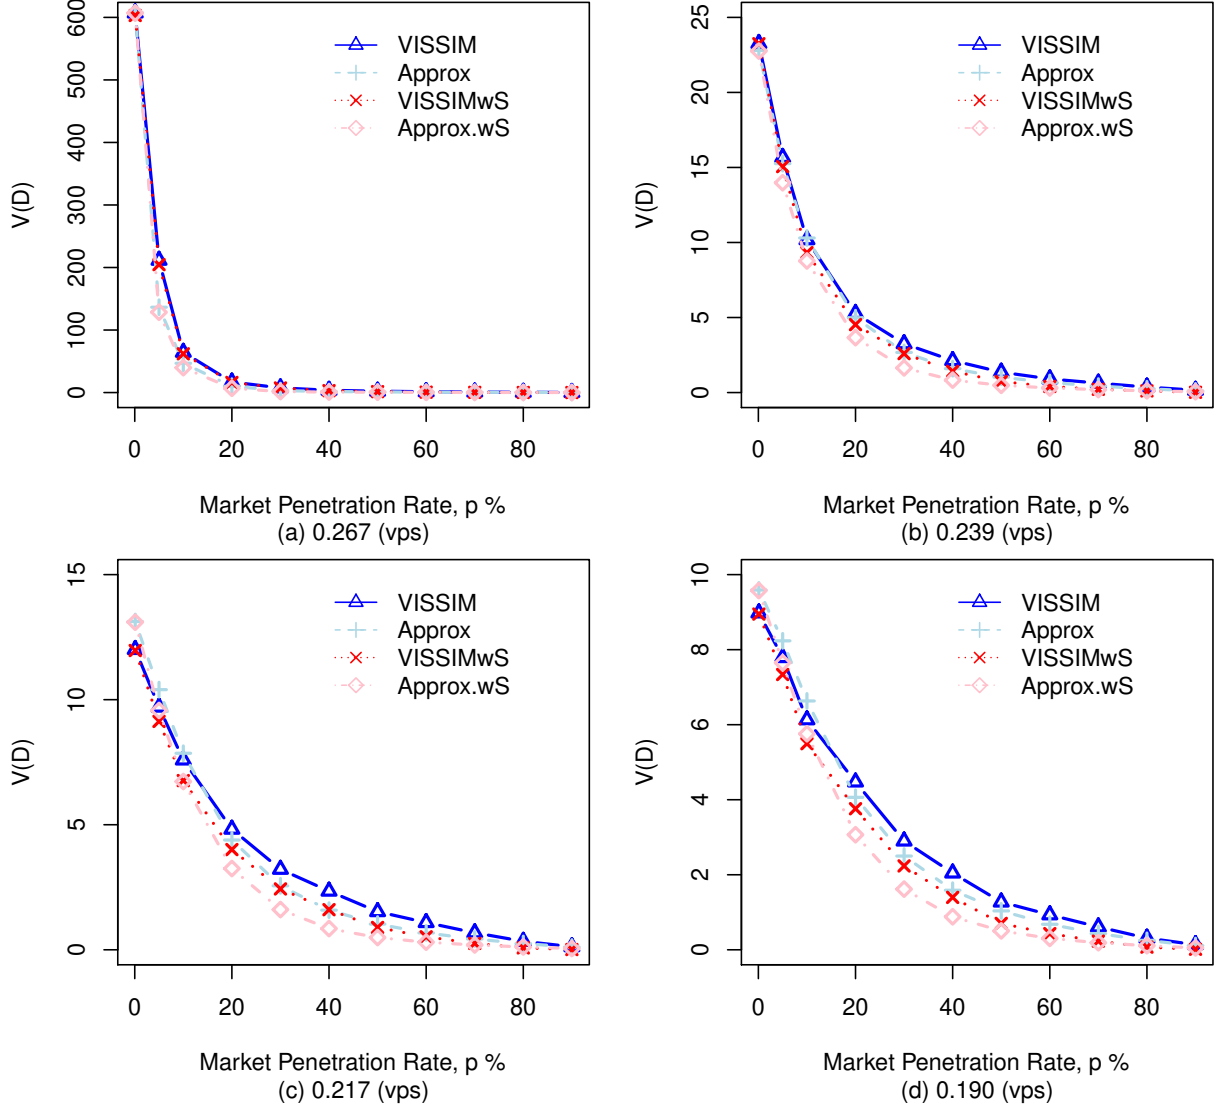 600
500
400
300
200
100
0
V(D)
VISSIM
Approx
VISSIMwS
Approx.wS
0 20 40 60 80
Market Penetration Rate, p %
(a) 0.267 (vps)
25
20
15
10
5
0
V(D)
VISSIM
Approx
VISSIMwS
Approx.wS
0 20 40 60 80
Market Penetration Rate, p %
(b) 0.239 (vps)
15
10
5
0
V(D)
VISSIM
Approx
VISSIMwS
Approx.wS
0 20 40 60 80
Market Penetration Rate, p %
(c) 0.217 (vps)
10
8
6
4
2
0
V(D)
VISSIM
Approx
VISSIMwS
Approx.wS
0 20 40 60 80
Market Penetration Rate, p %
(d) 0.190 (vps)